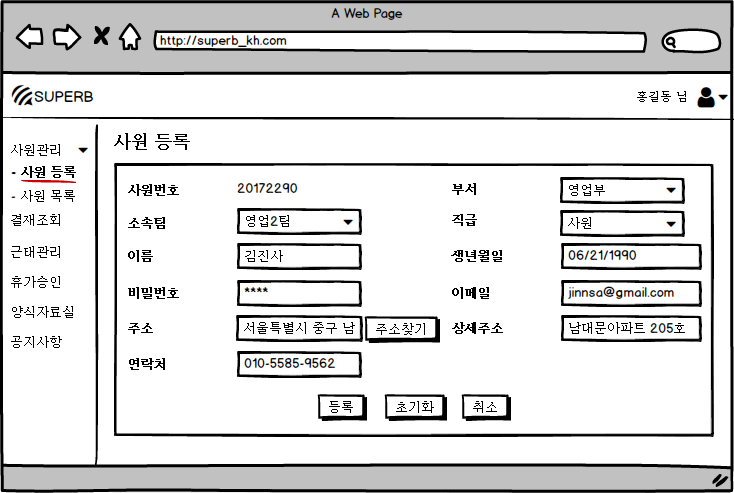 A Web Page
http://superb_kh.com
SUPERB
홍길동 님
사원관리
- 사원 등록
- 사원 목록
결재조회
근태관리
휴가승인
양식자료실
공지사항
사원 등록
사원번호 20172290 부서 영업부
소속팀 영업2팀 직급 사원
이름 김진사 생년월일 06/21/1990
비밀번호 **** 이메일 jinnsa@gmail.com
주소 서울특별시 중구 남 주소찾기 상세주소 남대문아파트 205호
연락처 010-5585-9562
등록 초기화 취소